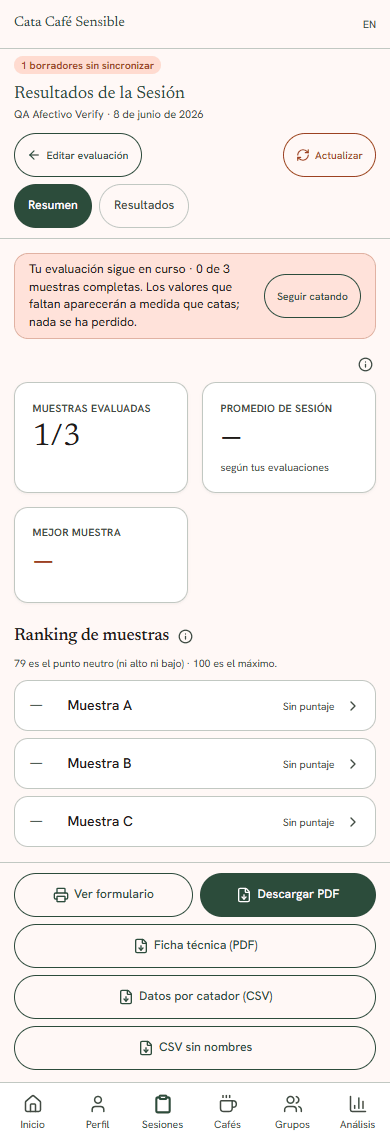 Cata Café Sensible
EN
1 borradores sin sincronizar
Resultados de la Sesión
QA Afectivo Verify · 8 de junio de 2026
Editar evaluación
Actualizar
Resumen
Resultados
Tu evaluación sigue en curso · 0 de 3
muestras completas. Los valores que
faltan aparecerán a medida que catas;
nada se ha perdido.
Seguir catando
MUESTRAS EVALUADAS
1/3
PROMEDIO DE SESIÓN
—
según tus evaluaciones
MEJOR MUESTRA
—
Ranking de muestras
79 es el punto neutro (ni alto ni bajo) · 100 es el máximo.
— Muestra A Sin puntaje
— Muestra B Sin puntaje
— Muestra C Sin puntaje
Ver formulario
Descargar PDF
Ficha técnica (PDF)
Datos por catador (CSV)
CSV sin nombres
Inicio
Perfil
Sesiones
Cafés
Grupos
Análisis